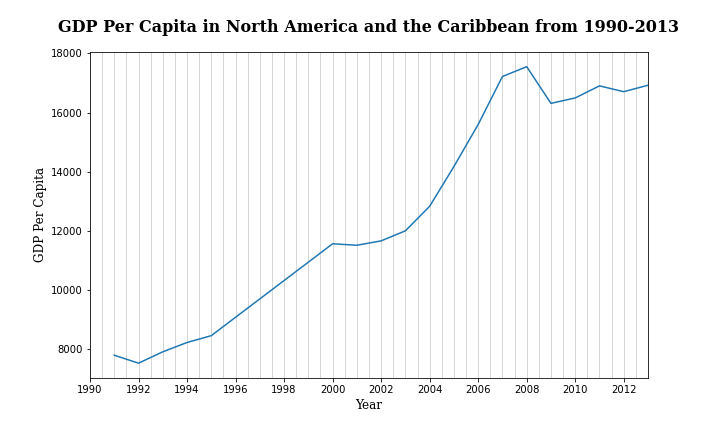 GDP Per Capita in North America and the Caribbean from 1990-2013
18000
16000
14000
12000
10000
8000
GDP Per Capita
1990 1992 1994 1996 1998 2000 2002 2004 2006 2008 2010 2012
Year